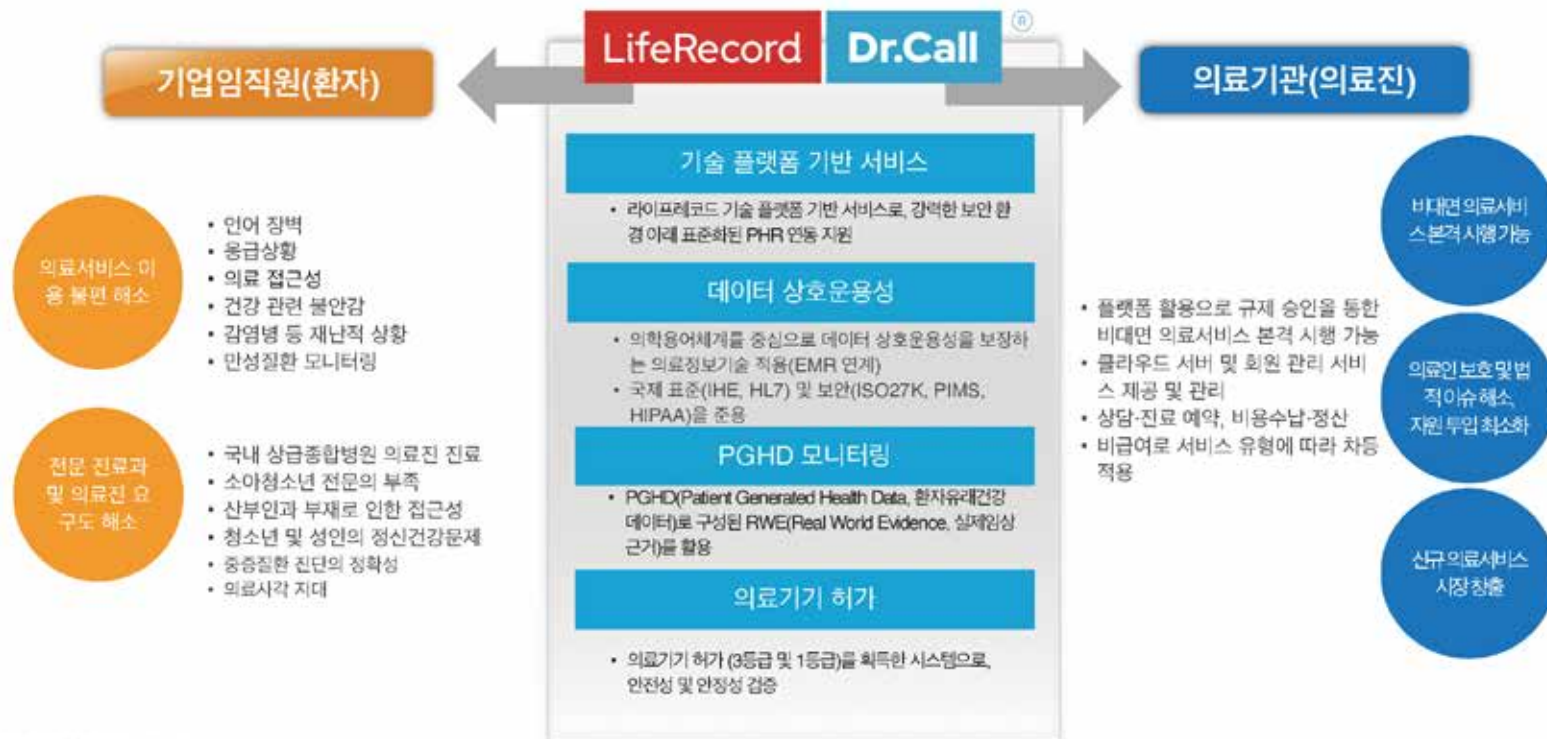 LifeRecord Dr.Call ®
기업임직원(환자)
의료서비스 이
용 불편 해소
• 언어 장벽
• 응급상황
• 의료 접근성
• 건강 관련 불안감
• 감염병 등 재난적 상황
• 만성질환 모니터링
전문 진료과
및 의료진 요
구도 해소
• 국내 상급종합병원 의료진 진료
• 소아청소년 전문의 부족
• 산부인과 부재로 인한 접근성
• 청소년 및 성인의 정신건강문제
• 중증질환 진단의 정확성
• 의료사각 지대
기술 플랫폼 기반 서비스
• 라이프레코드 기술 플랫폼 기반 서비스로, 강력한 보안 환
경 아래 표준화된 PHR 연동 지원
데이터 상호운용성
• 의학용어체계를 중심으로 데이터 상호운용성을 보장하
는 의료정보기술 적용(EMR 연계)
• 국제 표준(IHE, HL7) 및 보안(ISO27K, PIMS,
HIPAA)을 준용
PGHD 모니터링
• PGHD(Patient Generated Health Data, 환자유래건강
데이터)로 구성된 RWE(Real World Evidence, 실제임상
근거)를 활용
의료기기 허가
• 의료기기 허가 (3등급 및 1등급)를 획득한 시스템으로,
안전성 및 안정성 검증
의료기관(의료진)
• 플랫폼 활용으로 규제 승인을 통한
비대면 의료서비스 본격 시행 가능
• 클라우드 서버 및 회원 관리 서비
스 제공 및 관리
• 상담-진료 예약, 비용수납-정산
• 비급여로 서비스 유형에 따라 차등
적용
비대면 의료서비
스 본격 시행 가능
의료인 보호 및 법
적 이슈 해소,
자원 투입 최소화
신규 의료서비스
시장 창출